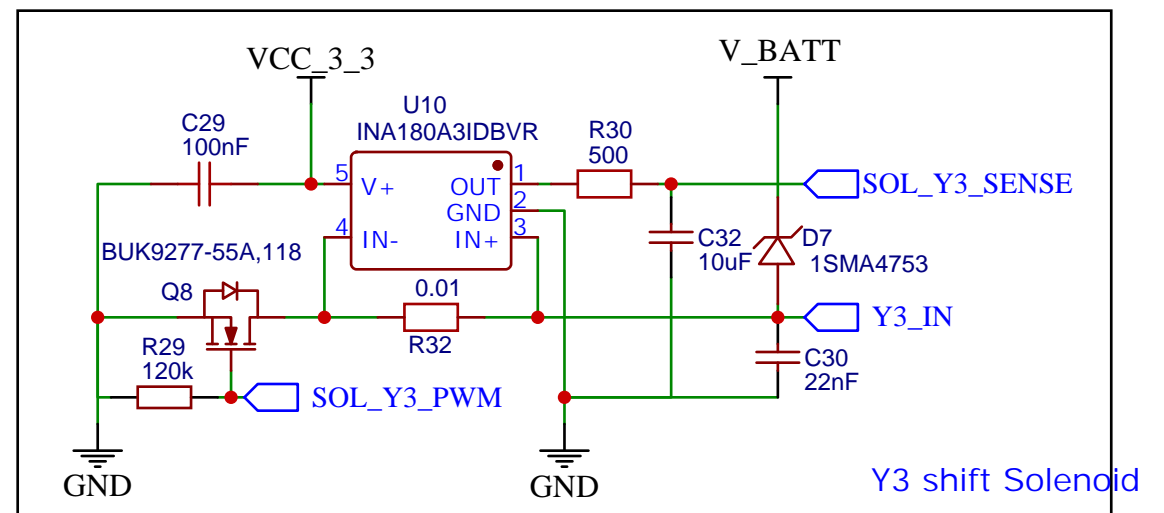 VCC_3_3
V_BATT
U10
INA180A3IDBVR
C29
100nF
R30
500
5
V+
OUT
1
SOL_Y3_SENSE
GND
2
4
IN-
IN+
3
C32
10uF
D7
1SMA4753
BUK9277-55A,118
Q8
0.01
R32
Y3_IN
R29
120k
C30
22nF
SOL_Y3_PWM
GND
GND
Y3 shift Solenoid